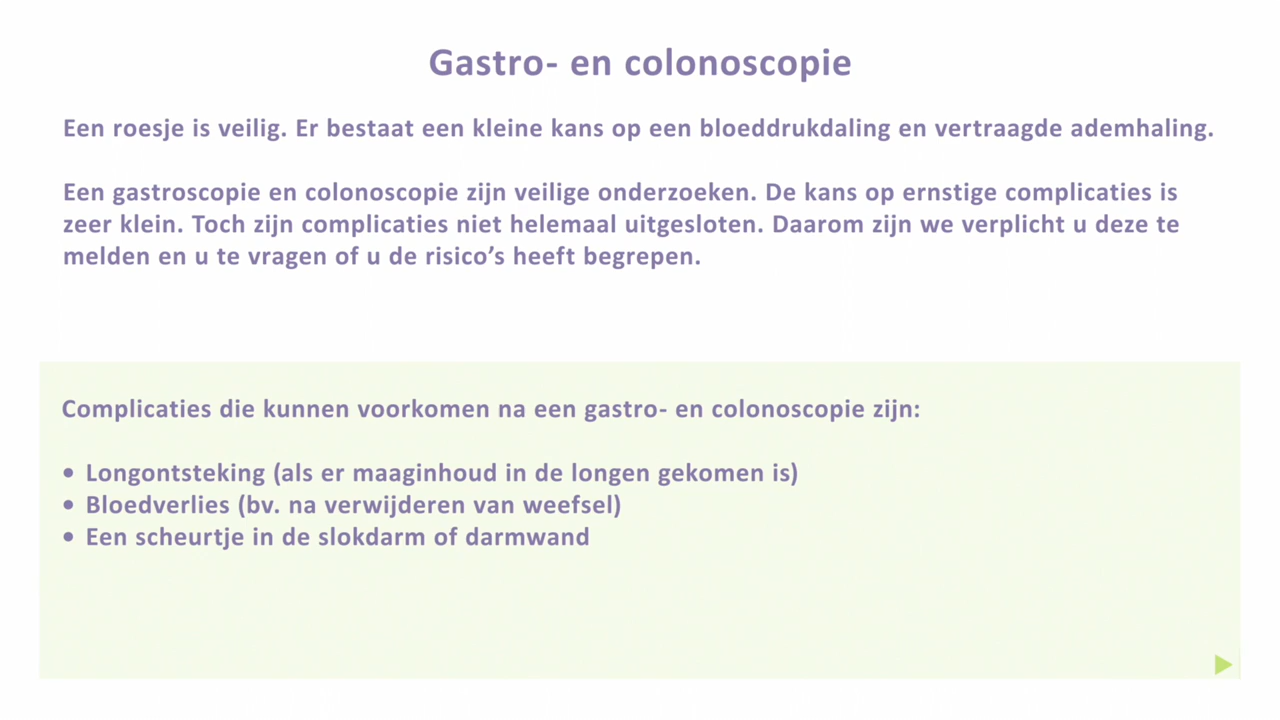 Gastro- en colonoscopie
Een roesje is veilig. Er bestaat een kleine kans op een bloeddrukdaling en vertraagde ademhaling.
Een gastroscopie en colonoscopie zijn veilige onderzoeken. De kans op ernstige complicaties is
zeer klein. Toch zijn complicaties niet helemaal uitgesloten. Daarom zijn we verplicht u deze te
melden en u te vragen of u de risico’s heeft begrepen.
Complicaties die kunnen voorkomen na een gastro- en colonoscopie zijn:
• Longontsteking (als er maaginhoud in de longen gekomen is)
• Bloedverlies (bv. na verwijderen van weefsel)
• Een scheurtje in de slokdarm of darmwand